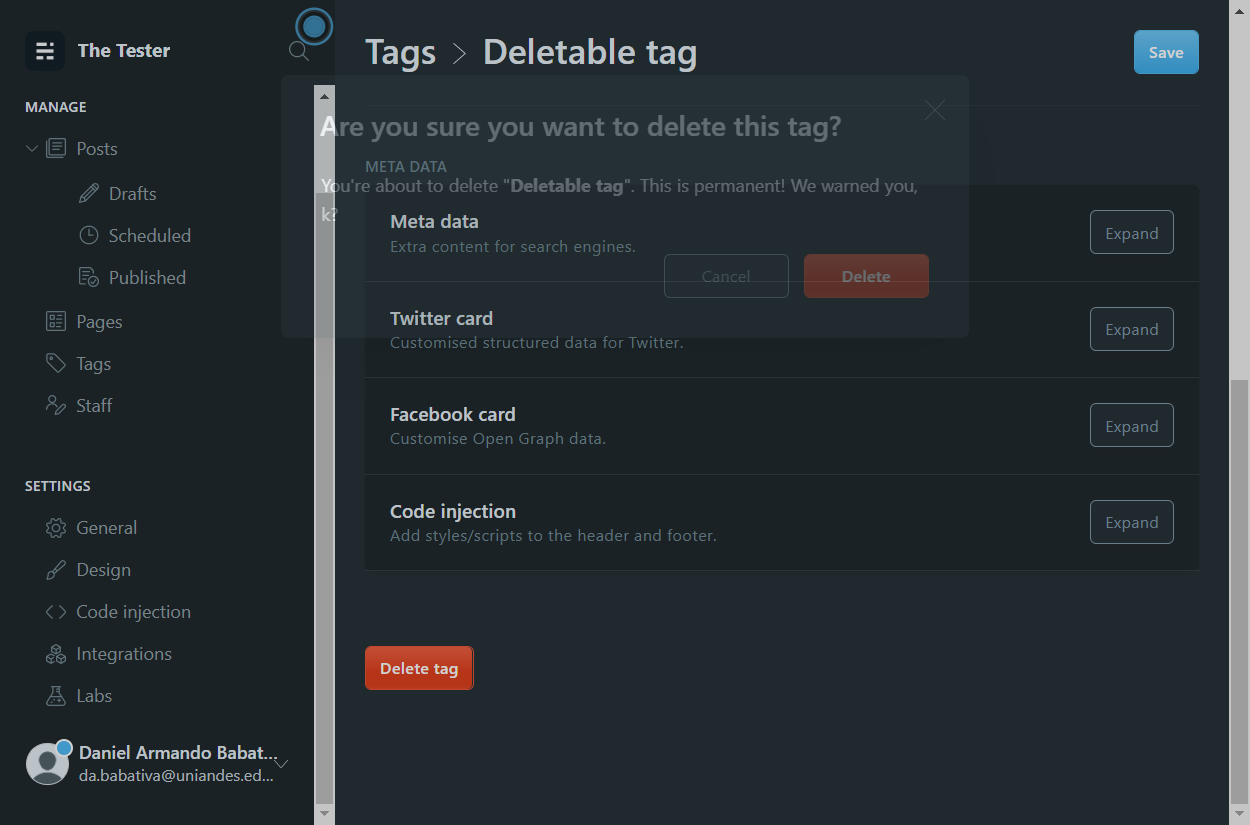 The Tester
Tags > Deletable tag
Save
MANAGE
Posts
Drafts
Scheduled
Published
Pages
Tags
Staff
SETTINGS
General
Design
Code injection
Integrations
Labs
Daniel Armando Babat...
da.babativa@uniandes.ed...
Are you sure you want to delete this tag?
You're about to delete "Deletable tag". This is permanent! We warned you,
k?
Cancel
Delete
META DATA
Meta data
Extra content for search engines.
Expand
Twitter card
Customised structured data for Twitter.
Expand
Facebook card
Customise Open Graph data.
Expand
Code injection
Add styles/scripts to the header and footer.
Expand
Delete tag